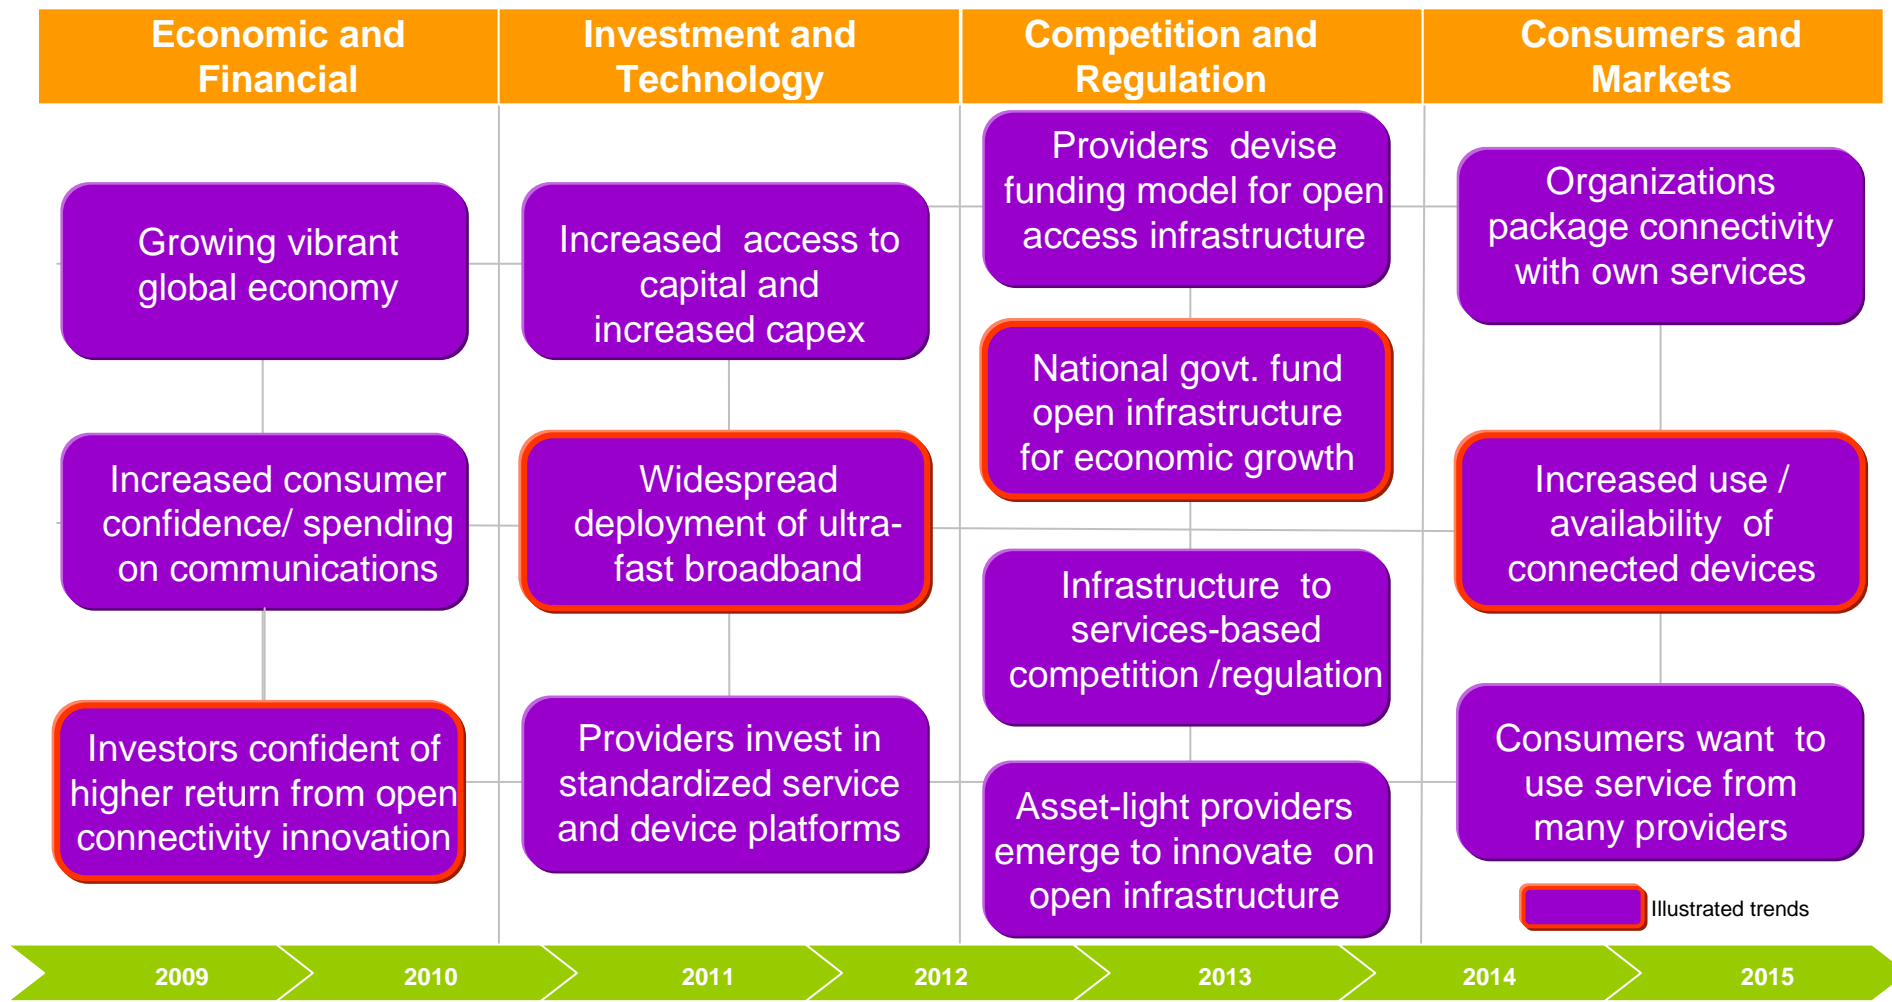 Economic and
Financial
Investment and
Technology
Competition and
Regulation
Consumers and
Markets
Growing vibrant
global economy
Increased consumer
confidence/ spending
on communications
Investors confident of
higher return from open
connectivity innovation
Increased access to
capital and
increased capex
Widespread
deployment of ultra-
fast broadband
Providers invest in
standardized service
and device platforms
Providers devise
funding model for open
access infrastructure
National govt. fund
open infrastructure
for economic growth
Infrastructure to
services-based
competition /regulation
Asset-light providers
emerge to innovate on
open infrastructure
Organizations
package connectivity
with own services
Increased use /
availability of
connected devices
Consumers want to
use service from
many providers
Illustrated trends
2009
2010
2011
2012
2013
2014
2015